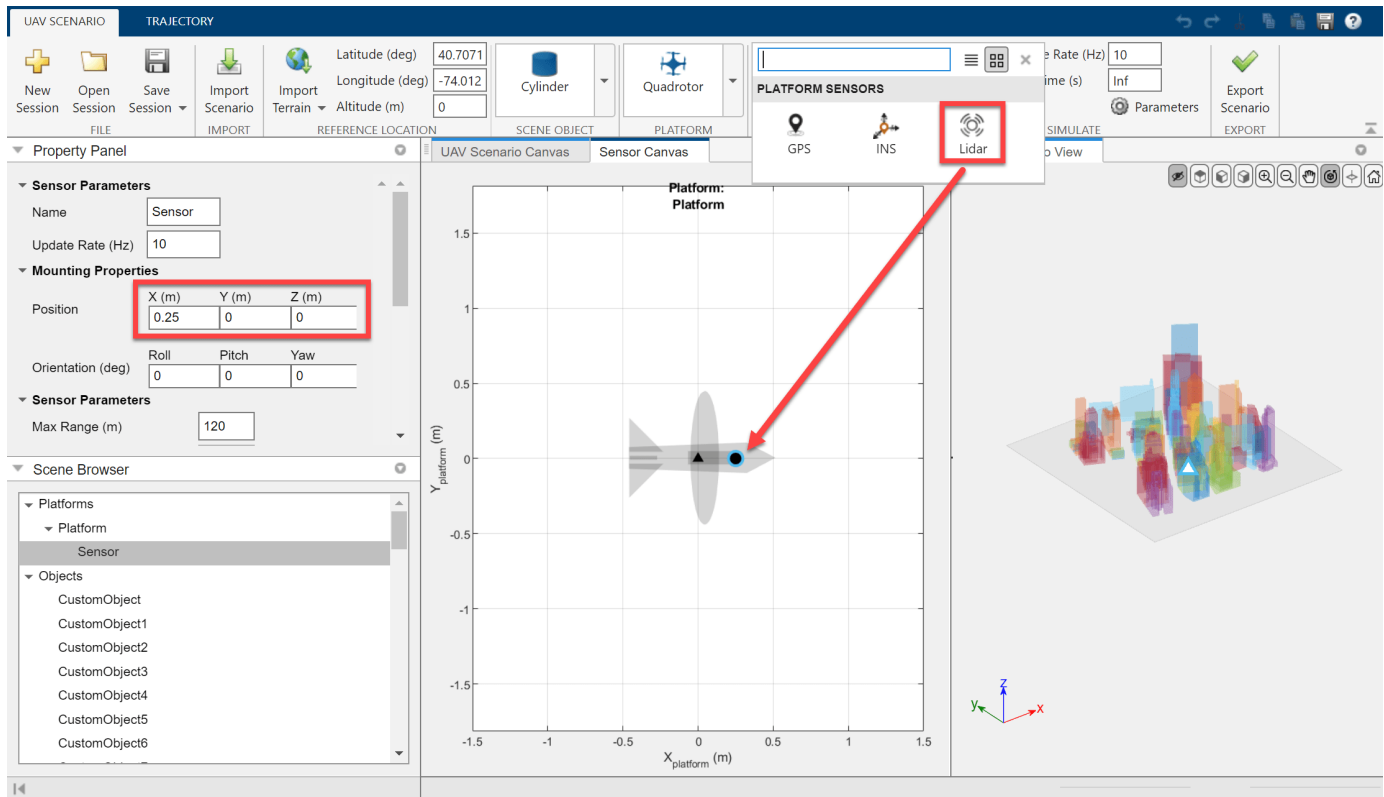 UAV SCENARIO
TRAJECTORY
New Session
Open Session
Save Session
FILE
Import Scenario
IMPORT
Import Terrain
Latitude (deg) 40.7071
Longitude (deg) -74.012
Altitude (m) 0
REFERENCE LOCATION
Cylinder
SCENE OBJECT
Quadrotor
PLATFORM
PLATFORM SENSORS
GPS
INS
Lidar
Rate (Hz) 10
ime (s) Inf
Parameters
SIMULATE
Export Scenario
EXPORT
Property Panel
Sensor Parameters
Name Sensor
Update Rate (Hz) 10
Mounting Properties
X (m) Y (m) Z (m)
Position 0.25 0 0
Roll Pitch Yaw
Orientation (deg) 0 0 0
Sensor Parameters
Max Range (m) 120
Scene Browser
Platforms
Platform
Sensor
Objects
CustomObject
CustomObject1
CustomObject2
CustomObject3
CustomObject4
CustomObject5
CustomObject6
UAV Scenario Canvas
Sensor Canvas
Platform:
Platform
1.5
1
0.5
0
-0.5
-1
-1.5
Yplatform (m)
-1.5 -1 -0.5 0 0.5 1 1.5
Xplatform (m)
View
z
y
x